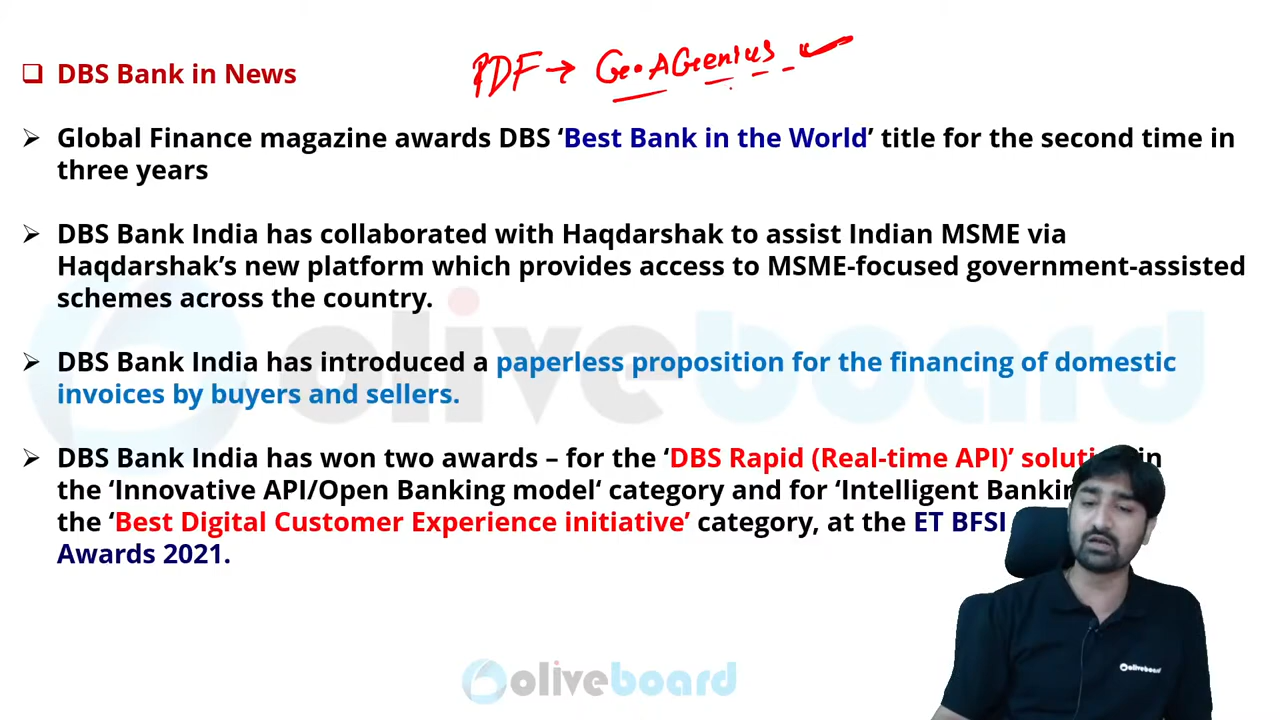 DBS Bank in News
PDF → Ge.AGeenius
Global Finance magazine awards DBS ‘Best Bank in the World’ title for the second time in
three years
DBS Bank India has collaborated with Haqdarshak to assist Indian MSME via
Haqdarshak’s new platform which provides access to MSME-focused government-assisted
schemes across the country.
DBS Bank India has introduced a paperless proposition for the financing of domestic
invoices by buyers and sellers.
DBS Bank India has won two awards – for the ‘DBS Rapid (Real-time API)’ in
the ‘Innovative API/Open Banking model‘ category and for ‘Intelligent
the ‘Best Digital Customer Experience initiative’ category, at the ET BFSI
Awards 2021.
oliveboard
oliveboard
oliveboard